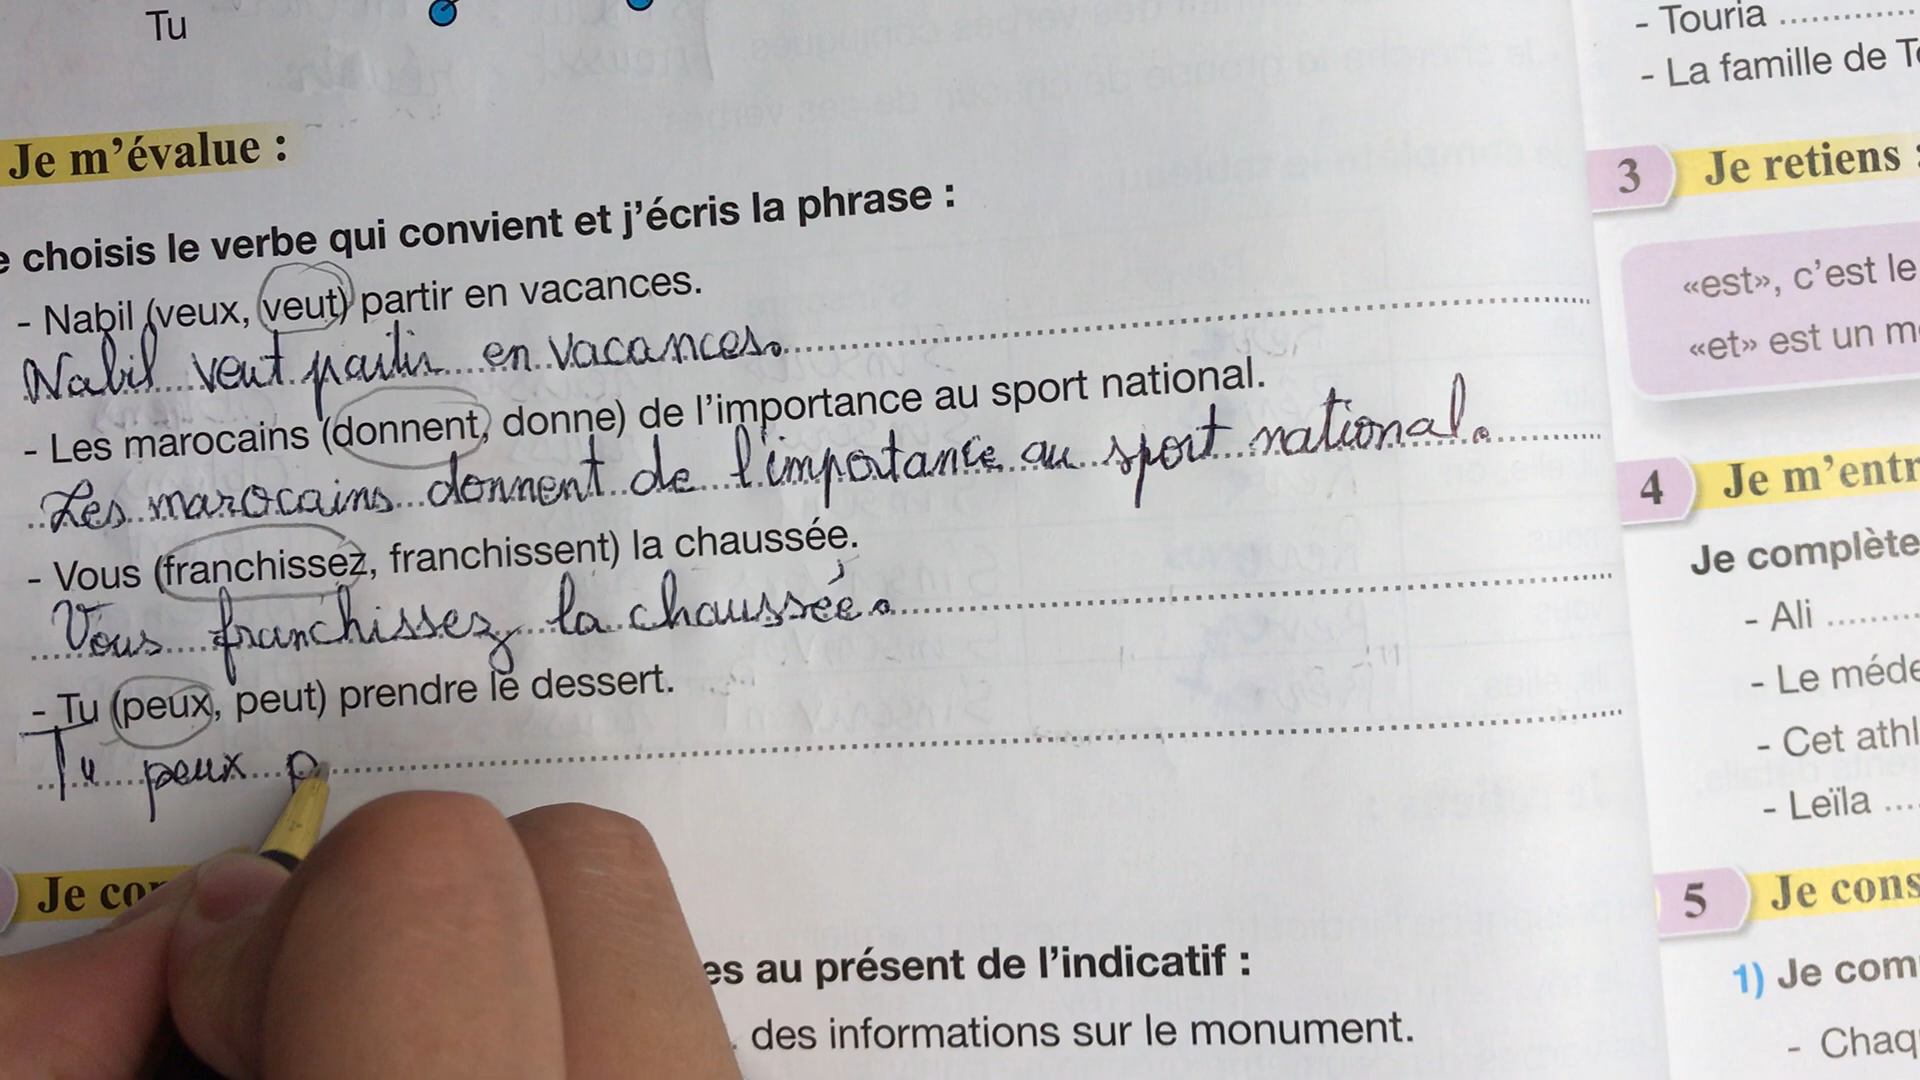 Tu
Je m'évalue :
choisis le verbe qui convient et j'écris la phrase :
- Nabil (veux, veut) partir en vacances.
Nabil veut partir en vacances.
- Les marocains (donnent, donne) de l'importance au sport national.
Les marocains donnent de l'importance au sport national.
- Vous (franchissez, franchissent) la chaussée.
Vous franchissez la chaussée.
- Tu (peux, peut) prendre le dessert.
Tu peux p
Je co
es au présent de l'indicatif :
des informations sur le monument.
- Touria
- La famille de T
3 Je retiens :
«est», c'est le
«et» est un m
4 Je m'entr
Je complète
- Ali
- Le méde
- Cet athl
- Leïla
5 Je cons
1) Je com
- Chaq